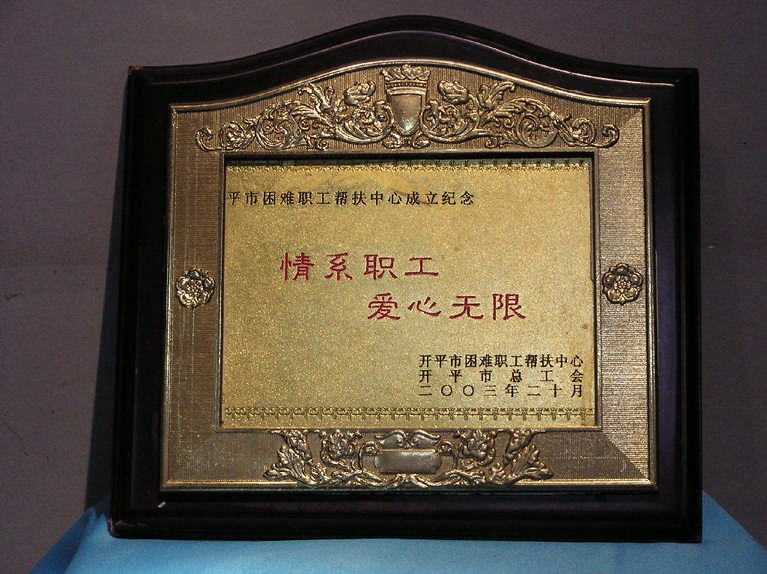 平市困难职工帮扶中心成立纪念
情系职工
爱心无限
开平市困难职工帮扶中心
开平市总工会
二〇〇三年二十月